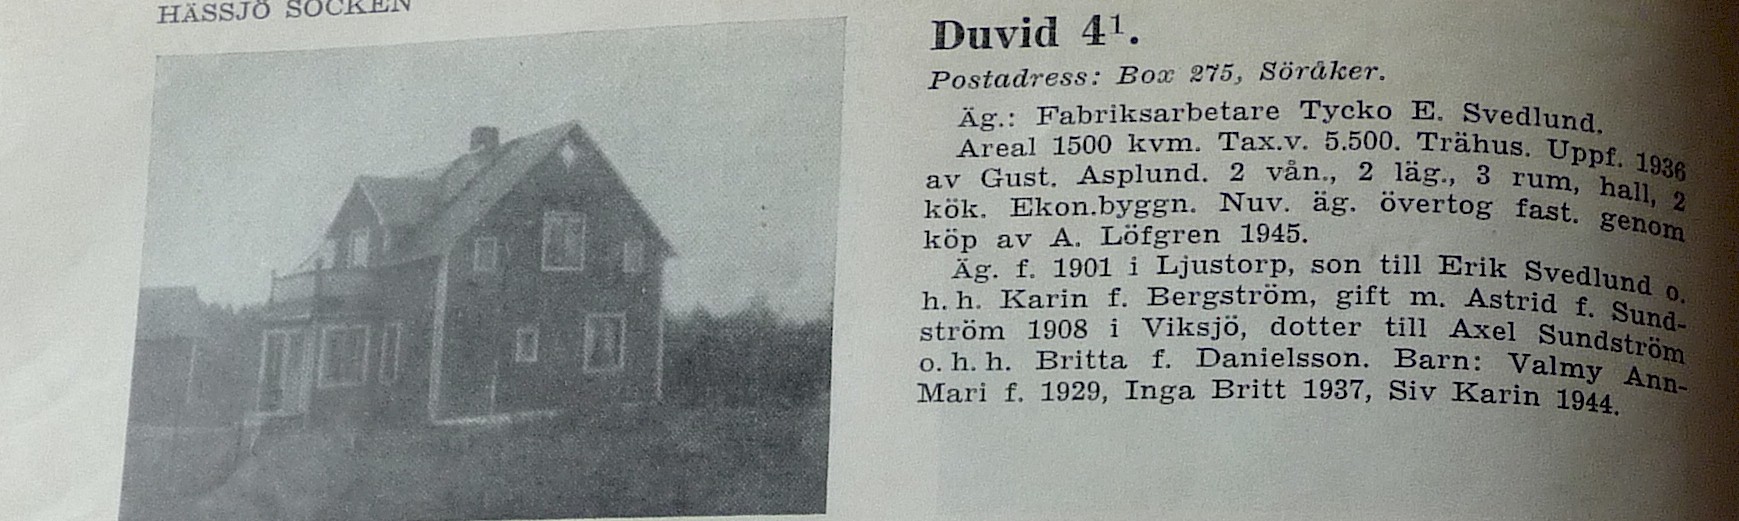 HÄSSJÖ SOCKEN
Duvid 4¹.
Postadress: Box 275, Söråker.
Äg.: Fabriksarbetare Tycko E. Svedlund.
Areal 1500 kvm. Tax.v. 5.500. Trähus. Uppf. 1936
av Gust. Asplund. 2 vån., 2 läg., 3 rum, hall, 2
kök. Ekon.byggn. Nuv. äg. övertog fast. genom
köp av A. Löfgren 1945.
Äg. f. 1901 i Ljustorp, son till Erik Svedlund o.
h. h. Karin f. Bergström, gift m. Astrid f. Sund-
ström 1908 i Viksjö, dotter till Axel Sundström
o. h. h. Britta f. Danielsson. Barn: Valmy Ann-
Mari f. 1929, Inga Britt 1937, Siv Karin 1944.